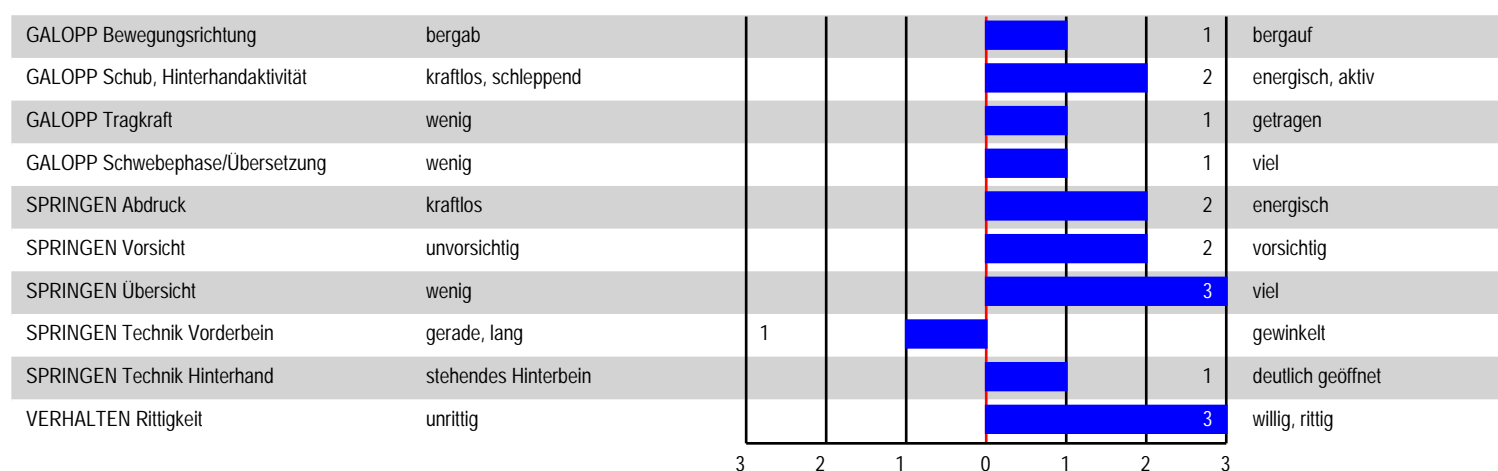 GALOPP Bewegungsrichtung bergab 1 bergauf
GALOPP Schub, Hinterhandaktivität kraftlos, schleppend 2 energisch, aktiv
GALOPP Tragkraft wenig 1 getragen
GALOPP Schwebephase/Übersetzung wenig 1 viel
SPRINGEN Abdruck kraftlos 2 energisch
SPRINGEN Vorsicht unvorsichtig 2 vorsichtig
SPRINGEN Übersicht wenig 3 viel
SPRINGEN Technik Vorderbein gerade, lang 1 gewinkelt
SPRINGEN Technik Hinterhand stehendes Hinterbein 1 deutlich geöffnet
VERHALTEN Rittigkeit unrittig 3 willig, rittig
3 2 1 0 1 2 3